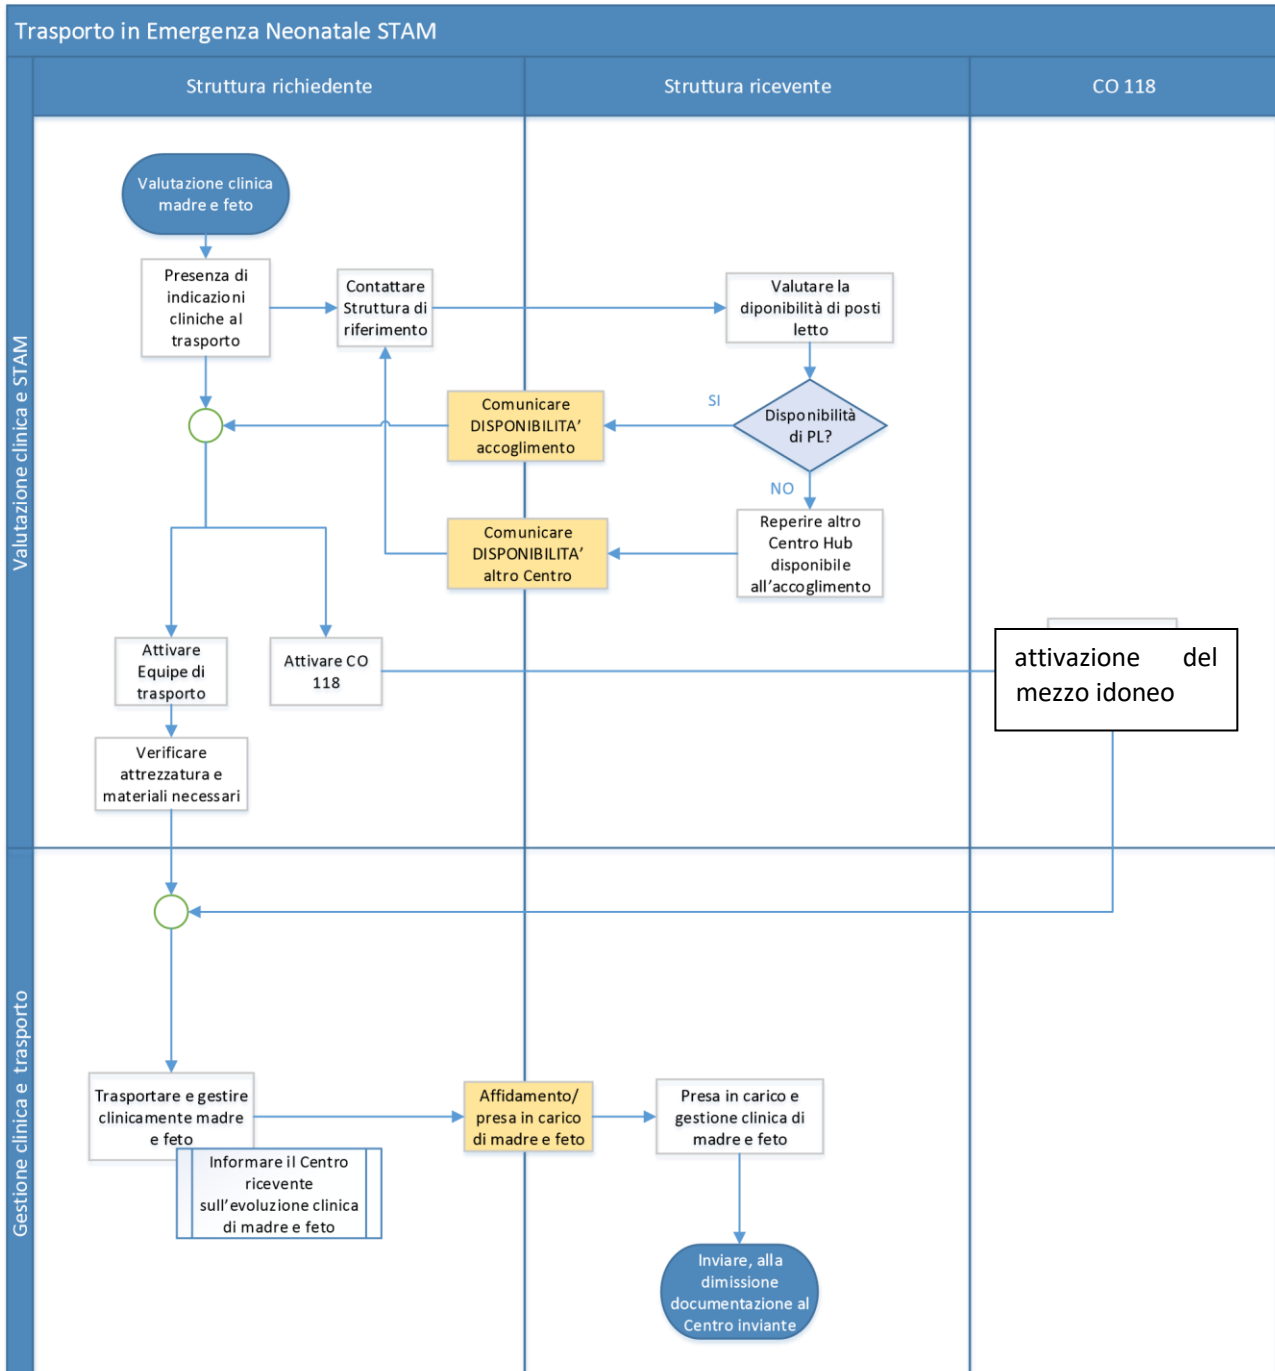 Trasporto in Emergenza Neonatale STAM
Struttura richiedente
Struttura ricevente
CO 118
Valutazione clinica e STAM
Valutazione clinica
madre e feto
Presenza di
indicazioni
cliniche al
trasporto
Contattare
Struttura di
riferimento
Valutare la
diponibilità di posti
letto
Disponibilità
di PL?
SI
Comunicare
DISPONIBILITA’
accoglimento
NO
Reperire altro
Centro Hub
disponibile
all’accoglimento
Comunicare
DISPONIBILITA’
altro Centro
Attivare
Equipe di
trasporto
Attivare CO
118
attivazione del
mezzo idoneo
Verificare
attrezzatura e
materiali necessari
Gestione clinica e trasporto
Trasportare e gestire
clinicamente madre
e feto
Informare il Centro
ricevente
sull’evoluzione clinica
di madre e feto
Affidamento/
presa in carico
di madre e feto
Presa in carico e
gestione clinica di
madre e feto
Inviare, alla
dimissione
documentazione al
Centro inviante